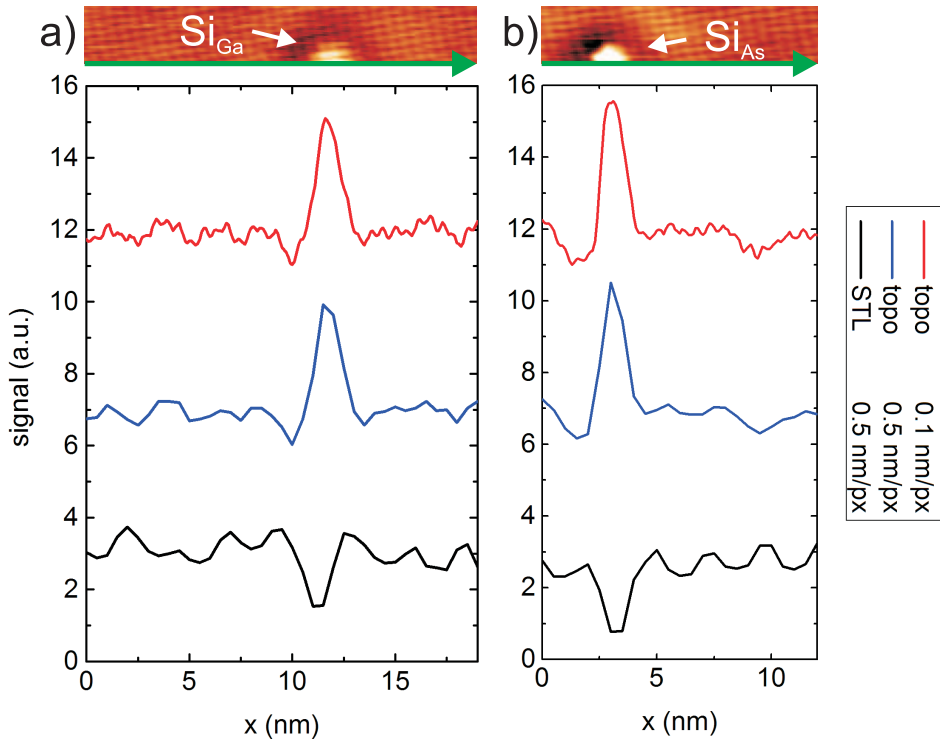 a)
Si_Ga
b)
Si_As
signal (a.u.)
16
14
12
10
8
6
4
2
0
0
5
10
15
x (nm)
16
14
12
10
8
6
4
2
0
0
5
10
x (nm)
topo 0.1 nm/px
topo 0.5 nm/px
STL 0.5 nm/px